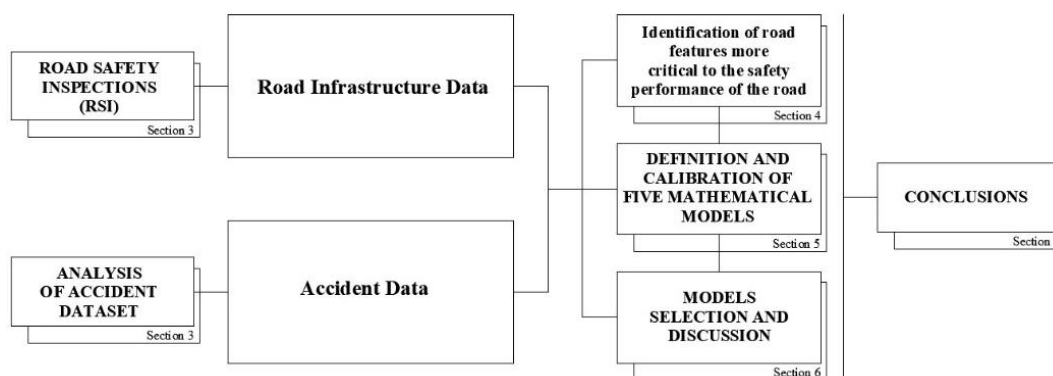 ROAD SAFETY
INSPECTIONS
(RSI)
Section 3
Road Infrastructure Data
ANALYSIS
OF ACCIDENT
DATASET
Section 3
Accident Data
Identification of road
features more
critical to the safety
performance of the road
Section 4
DEFINITION AND
CALIBRATION OF
FIVE MATHEMATICAL
MODELS
Section 5
MODELS
SELECTION AND
DISCUSSION
Section 6
CONCLUSIONS
Section